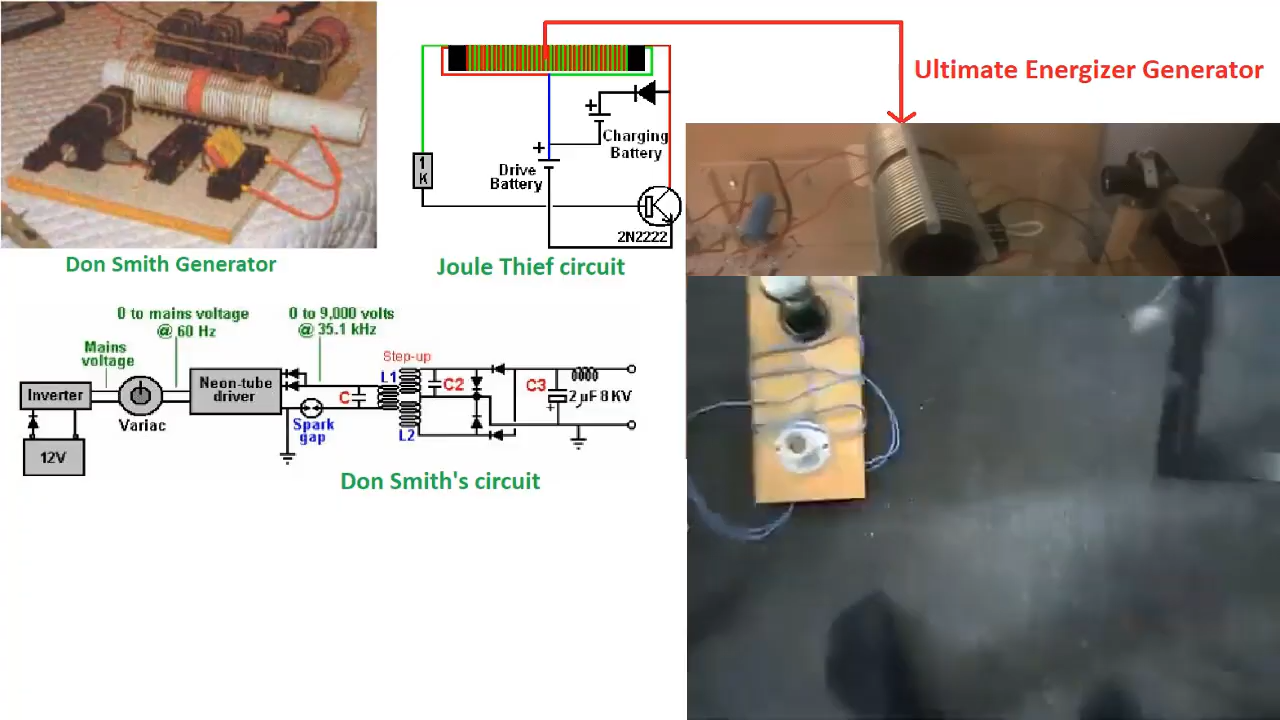 Ultimate Energizer Generator
+
Charging
Battery
+
Drive
Battery
1
K
2N2222
Don Smith Generator
Joule Thief circuit
0 to mains voltage
@ 60 Hz
0 to 9,000 volts
@ 35.1 kHz
Mains
voltage
Step-up
Inverter
Variac
Neon-tube
driver
C
Spark
gap
L1
L2
C2
C3
+
2 µF 8 KV
12V
Don Smith's circuit